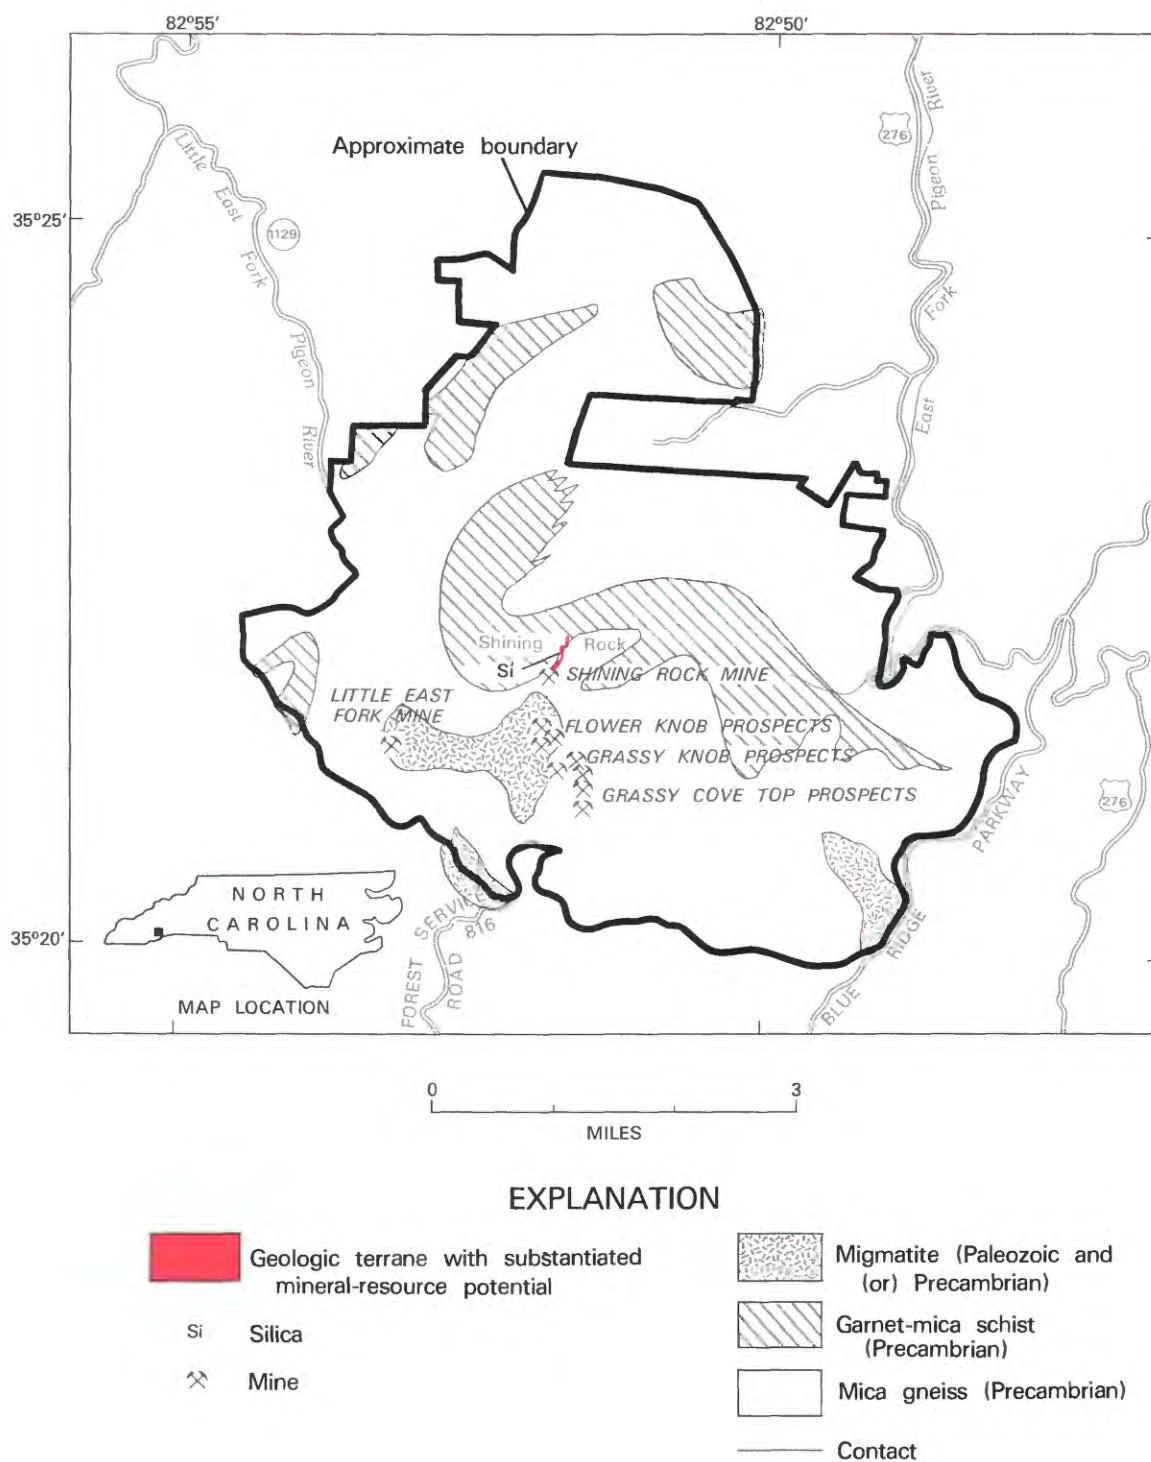 82°55'
82°50'
Approximate boundary
276
Pigeon River
35°25'
Little East Fork Pigeon River
1129
East Fork
Shining Rock
Si
SHINING ROCK MINE
LITTLE EAST
FORK MINE
FLOWER KNOB PROSPECTS
GRASSY KNOB PROSPECTS
GRASSY COVE TOP PROSPECTS
276
BLUE RIDGE PARKWAY
NORTH
CAROLINA
MAP LOCATION
35°20'
FOREST SERVICE
ROAD
816
0
3
MILES
EXPLANATION
Geologic terrane with substantiated
mineral-resource potential
Si Silica
Mine
Migmatite (Paleozoic and
(or) Precambrian)
Garnet-mica schist
(Precambrian)
Mica gneiss (Precambrian)
Contact